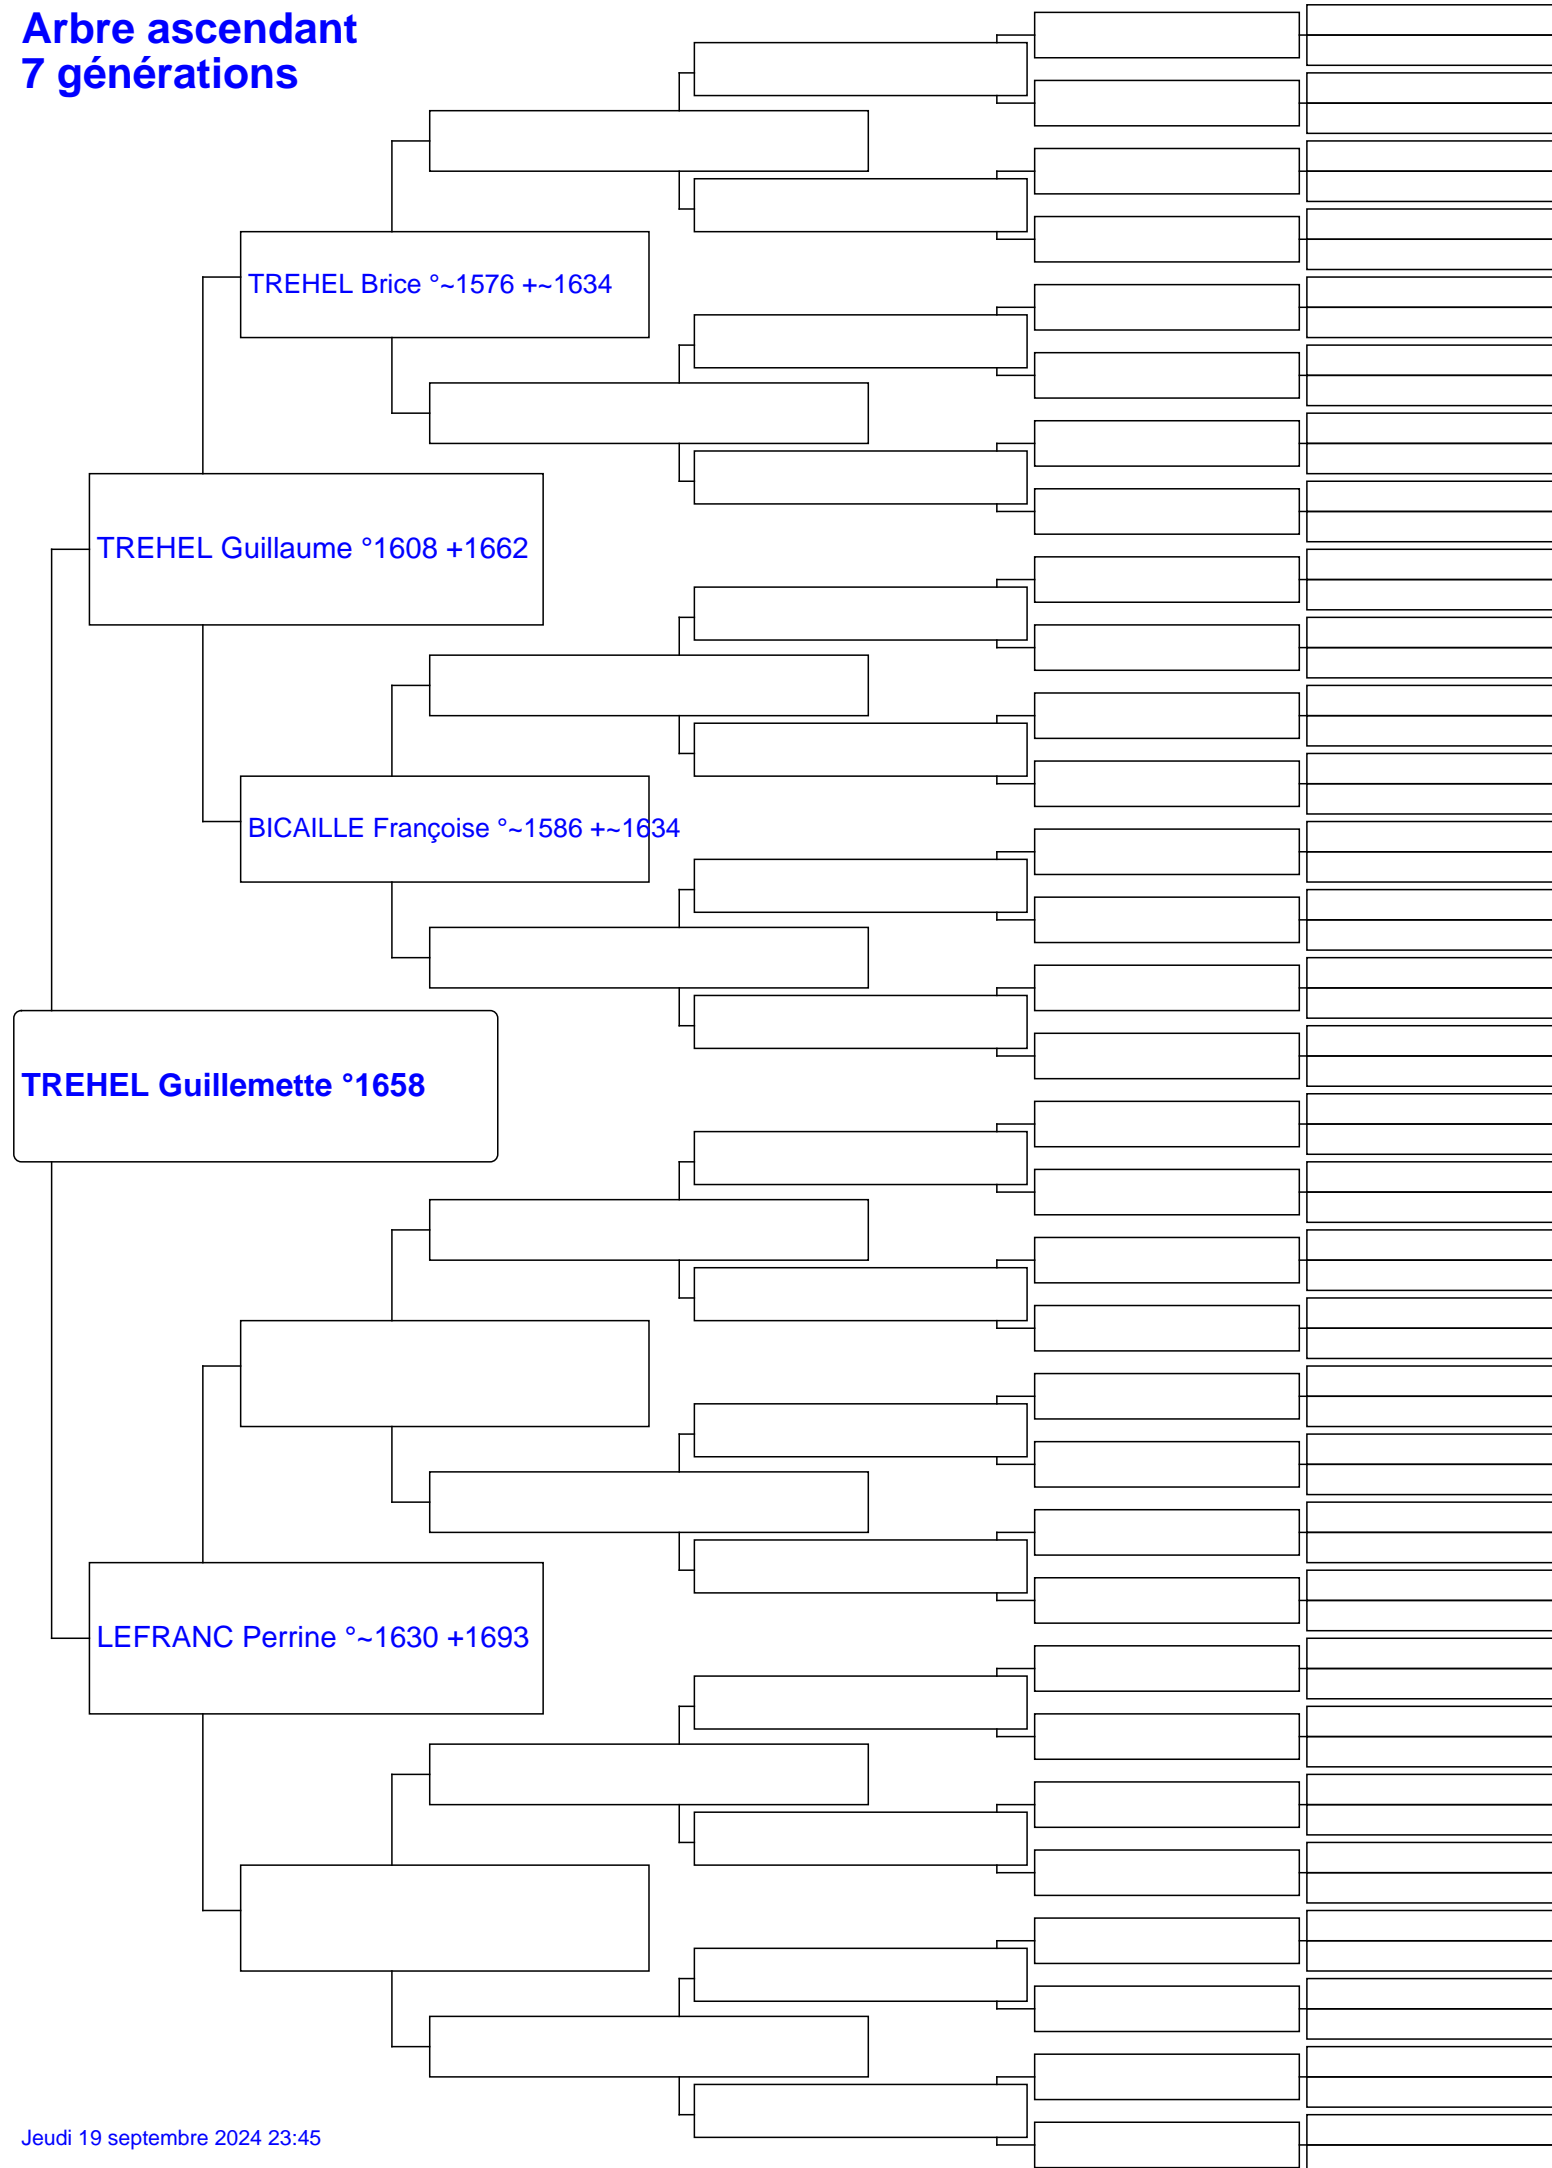 Arbre ascendant
7 générations
TREHEL Brice °~1576 +~1634
TREHEL Guillaume °1608 +1662
BICAILLE Françoise °~1586 +~1634
TREHEL Guillemette °1658
LEFRANC Perrine °~1630 +1693
Jeudi 19 septembre 2024 23:45